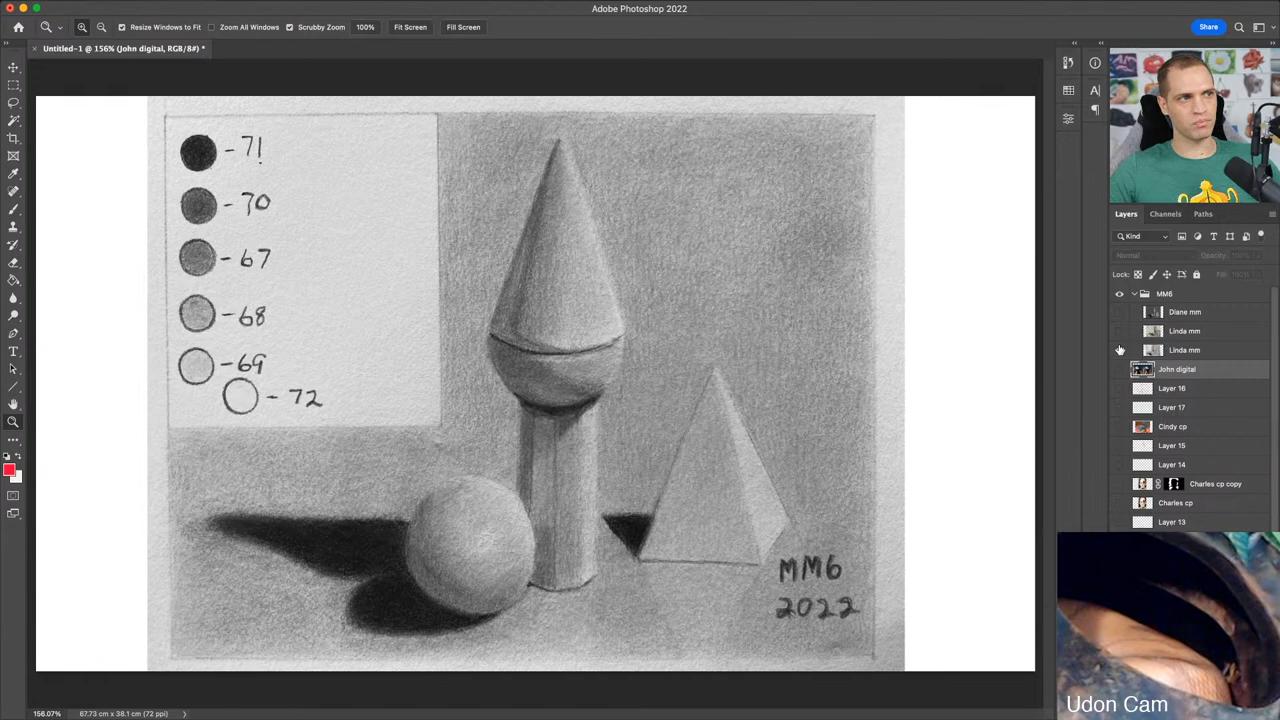 Adobe Photoshop 2022
Resize Windows to Fit
Zoom All Windows
Scrubby Zoom
100%
Fit Screen
Fill Screen
Share
Untitled-1 @ 156% (John digital, RGB/8#) *
- 71
- 70
- 67
- 68
- 69
- 72
MM6
2022
Layers
Channels
Paths
Kind
Normal
Opacity: 100%
Lock:
Fill: 100%
MM6
Diane mm
Linda mm
Linda mm
John digital
Layer 16
Layer 17
Cindy cp
Layer 15
Layer 14
Charles cp copy
Charles cp
Layer 13
Udon Cam
156.07%
67.73 cm x 38.1 cm (72 ppi)